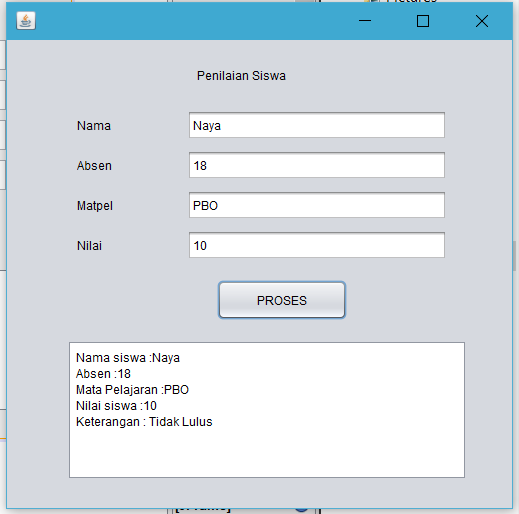 Pictures
Penilaian Siswa
Nama
Naya
Absen
18
Matpel
PBO
Nilai
10
PROSES
Nama siswa :Naya
Absen :18
Mata Pelajaran :PBO
Nilai siswa :10
Keterangan : Tidak Lulus